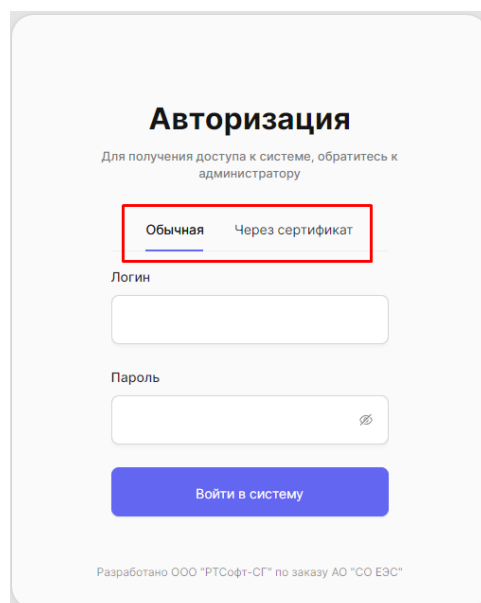 Авторизация
Для получения доступа к системе, обратитесь к
администратору
Обычная Через сертификат
Логин
Пароль
Войти в систему
Разработано ООО "РТСофт-СГ" по заказу АО "СО ЕЭС"